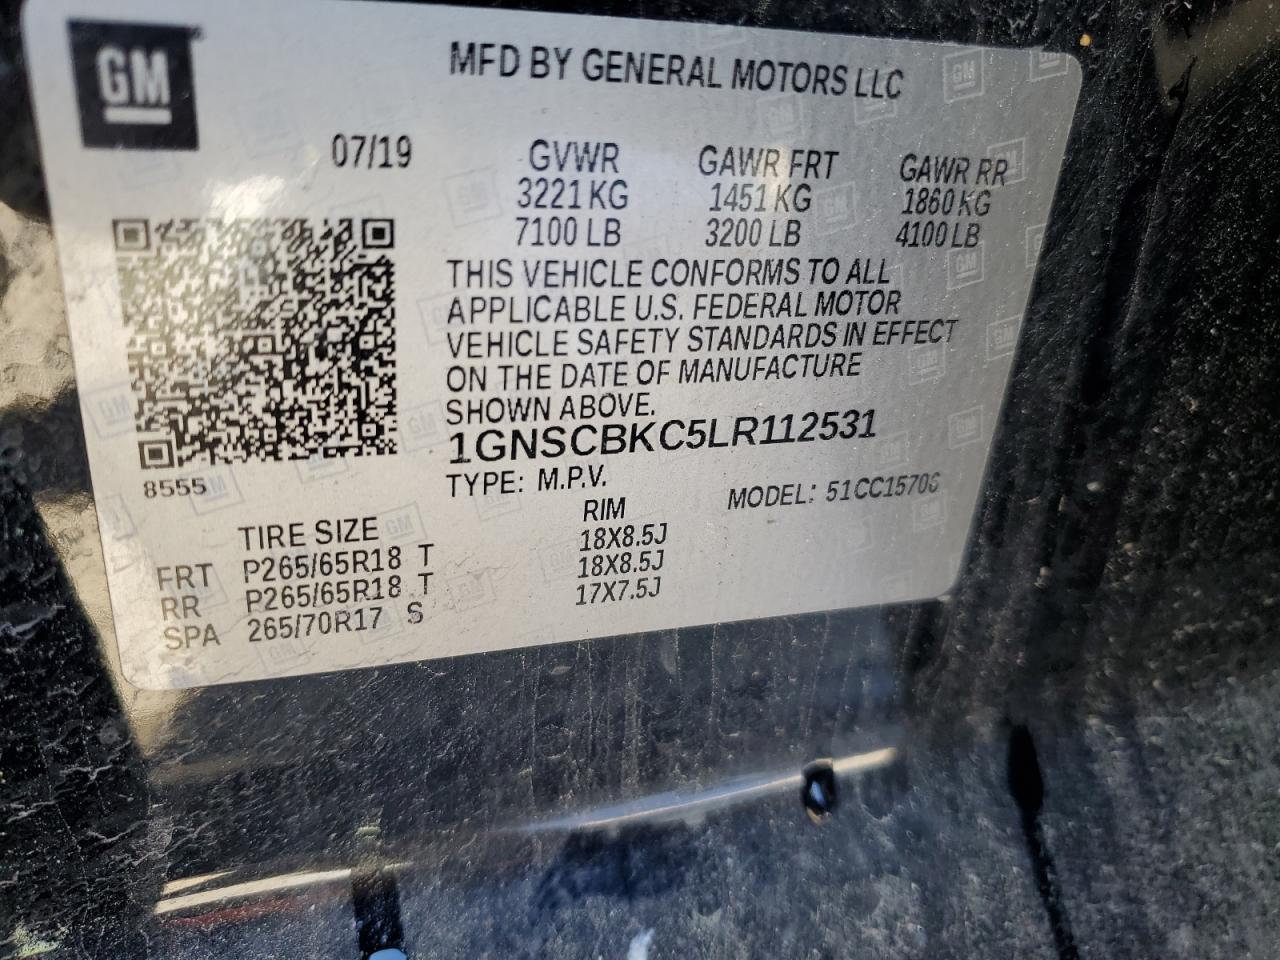 GM
MFD BY GENERAL MOTORS LLC
07/19
GVWR GAWR FRT GAWR RR
3221 KG 1451 KG 1860 KG
7100 LB 3200 LB 4100 LB
THIS VEHICLE CONFORMS TO ALL
APPLICABLE U.S. FEDERAL MOTOR
VEHICLE SAFETY STANDARDS IN EFFECT
ON THE DATE OF MANUFACTURE
SHOWN ABOVE.
1GNSCBKC5LR112531
8555
TYPE: M.P.V. MODEL:
TIRE SIZE RIM
FRT P265/65R18 T 18X8.5J
RR P265/65R18 T 18X8.5J
SPA 265/70R17 S 17X7.5J